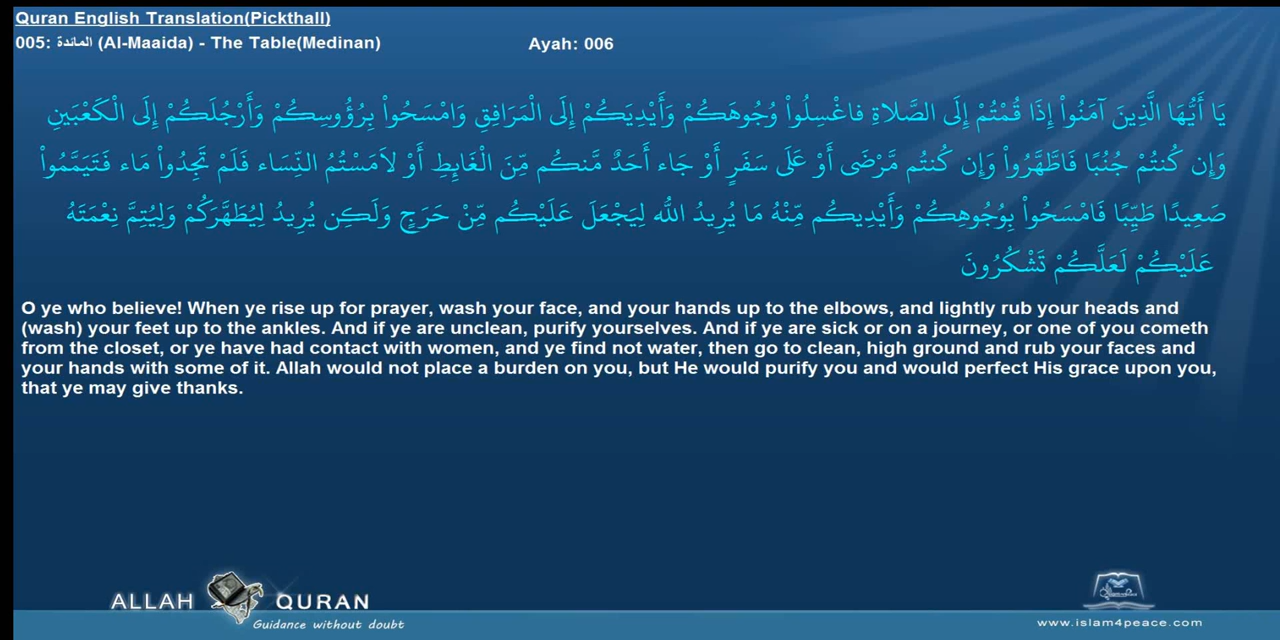 Quran English Translation(Pickthall)
005: المائدة (Al-Maaida) - The Table(Medinan)
Ayah: 006
يَا أَيُّهَا الَّذِينَ آمَنُواْ إِذَا قُمْتُمْ إِلَى الصَّلاةِ فاغْسِلُواْ وُجُوهَكُمْ وَأَيْدِيَكُمْ إِلَى الْمَرَافِقِ وَامْسَحُواْ بِرُؤُوسِكُمْ وَأَرْجُلَكُمْ إِلَى الْكَعْبَينِ
وَإِن كُنتُمْ جُنُبًا فَاطَّهَّرُواْ وَإِن كُنتُم مَّرْضَى أَوْ عَلَى سَفَرٍ أَوْ جَاء أَحَدٌ مَّنكُم مِّنَ الْغَائِطِ أَوْ لاَمَسْتُمُ النِّسَاء فَلَمْ تَجِدُواْ مَاء فَتَيَمَّمُواْ
صَعِيدًا طَيِّبًا فَامْسَحُواْ بِوُجُوهِكُمْ وَأَيْدِيكُم مِّنْهُ مَا يُرِيدُ اللّهُ لِيَجْعَلَ عَلَيْكُم مِّنْ حَرَجٍ وَلَكِن يُرِيدُ لِيُطَهَّرَكُمْ وَلِيُتِمَّ نِعْمَتَهُ
عَلَيْكُمْ لَعَلَّكُمْ تَشْكُرُونَ
O ye who believe! When ye rise up for prayer, wash your face, and your hands up to the elbows, and lightly rub your heads and
(wash) your feet up to the ankles. And if ye are unclean, purify yourselves. And if ye are sick or on a journey, or one of you cometh
from the closet, or ye have had contact with women, and ye find not water, then go to clean, high ground and rub your faces and
your hands with some of it. Allah would not place a burden on you, but He would purify you and would perfect His grace upon you,
that ye may give thanks.
ALLAH QURAN
Guidance without doubt
www.islam4peace.com